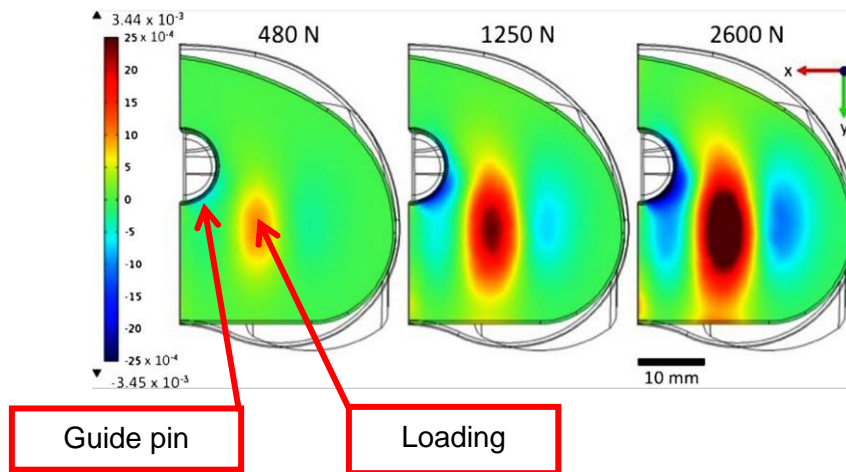 3.44 x 10⁻³
480 N
1250 N
2600 N
25 x 10⁻⁴
20
15
10
5
0
-5
-10
-15
-20
-25 x 10⁻⁴
-3.45 x 10⁻³
x
y
10 mm
Guide pin
Loading